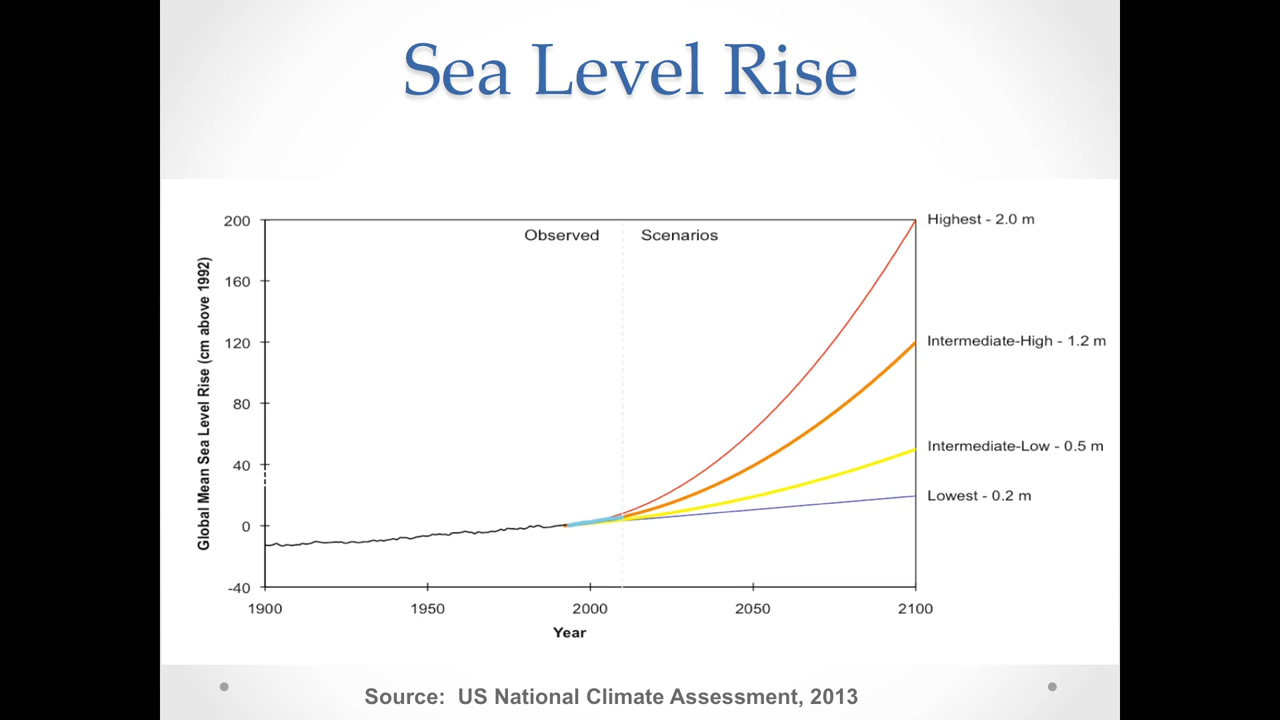 Sea Level Rise
Global Mean Sea Level Rise (cm above 1992)
200
160
120
80
40
0
-40
Observed
Scenarios
Highest - 2.0 m
Intermediate-High - 1.2 m
Intermediate-Low - 0.5 m
Lowest - 0.2 m
1900
1950
2000
2050
2100
Year
Source: US National Climate Assessment, 2013